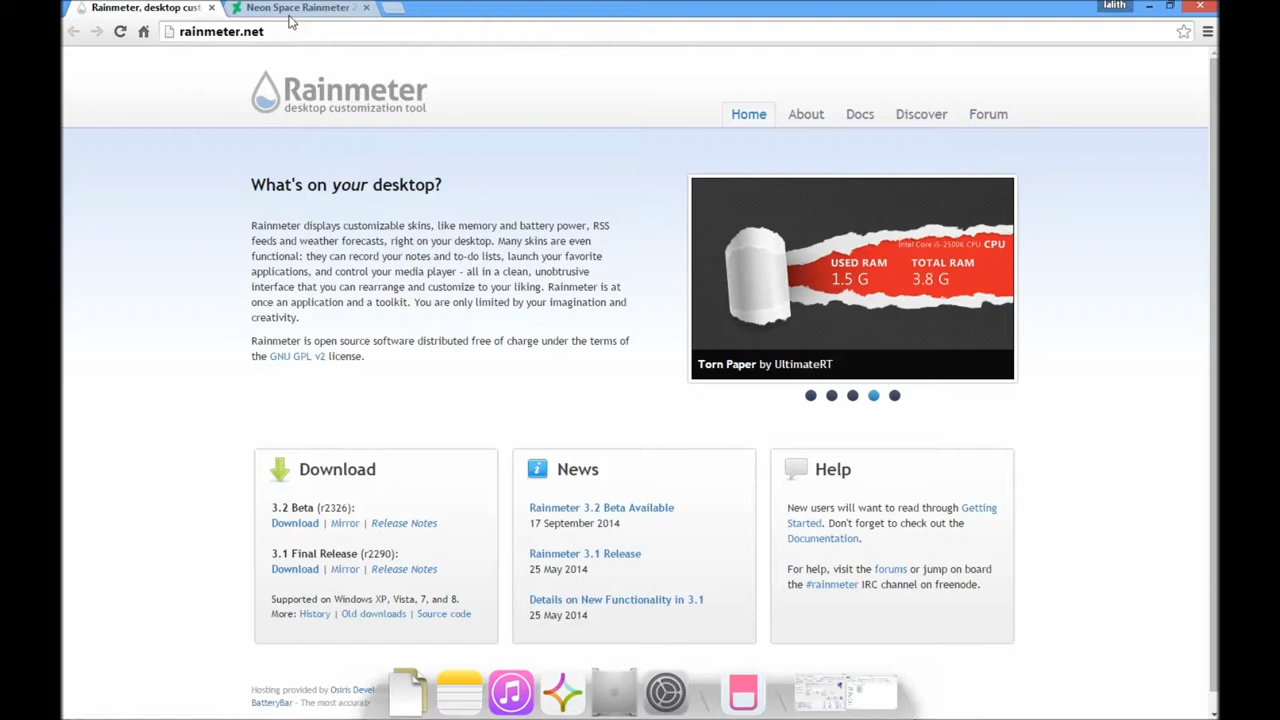 Rainmeter, desktop cust
Neon Space Rainmeter 2
lalith
rainmeter.net
Rainmeter
desktop customization tool
Home
About
Docs
Discover
Forum
What's on your desktop?
Rainmeter displays customizable skins, like memory and battery power, RSS
feeds and weather forecasts, right on your desktop. Many skins are even
functional: they can record your notes and to-do lists, launch your favorite
applications, and control your media player - all in a clean, unobtrusive
interface that you can rearrange and customize to your liking. Rainmeter is at
once an application and a toolkit. You are only limited by your imagination and
creativity.
Rainmeter is open source software distributed free of charge under the terms of
the GNU GPL v2 license.
Intel Core i5-2500K CPU CPU
USED RAM TOTAL RAM
1.5 G 3.8 G
Torn Paper by UltimateRT
Download
3.2 Beta (r2326):
Download | Mirror | Release Notes
3.1 Final Release (r2290):
Download | Mirror | Release Notes
Supported on Windows XP, Vista, 7, and 8.
More: History | Old downloads | Source code
News
Rainmeter 3.2 Beta Available
17 September 2014
Rainmeter 3.1 Release
25 May 2014
Details on New Functionality in 3.1
25 May 2014
Help
New users will want to read through Getting
Started. Don't forget to check out the
Documentation.
For help, visit the forums or jump on board
the #rainmeter IRC channel on freenode.
Hosting provided by Osiris Devel
BatteryBar - The most accurat